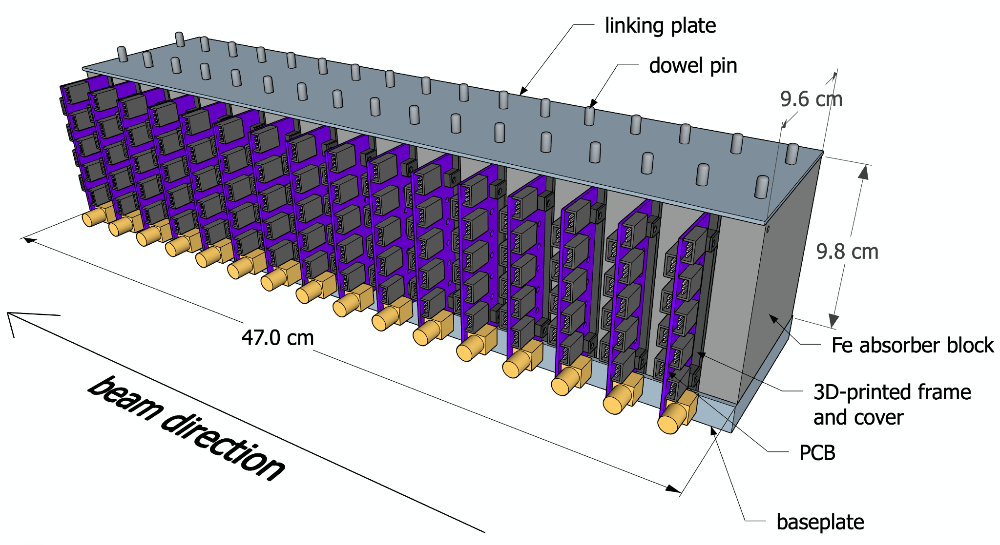 linking plate
dowel pin
9.6 cm
9.8 cm
47.0 cm
Fe absorber block
3D-printed frame
and cover
PCB
beam direction
baseplate